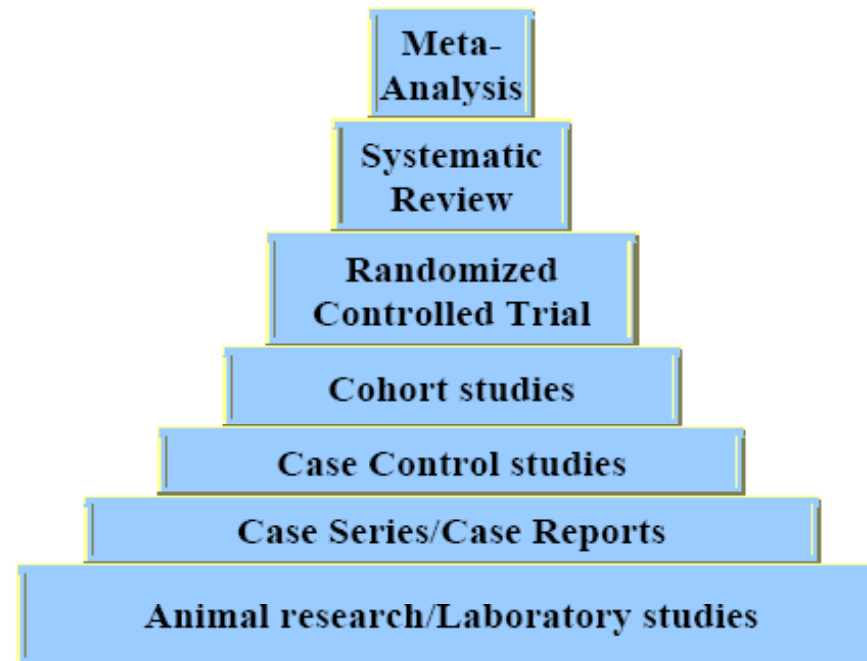 Meta-
Analysis
Systematic
Review
Randomized
Controlled Trial
Cohort studies
Case Control studies
Case Series/Case Reports
Animal research/Laboratory studies